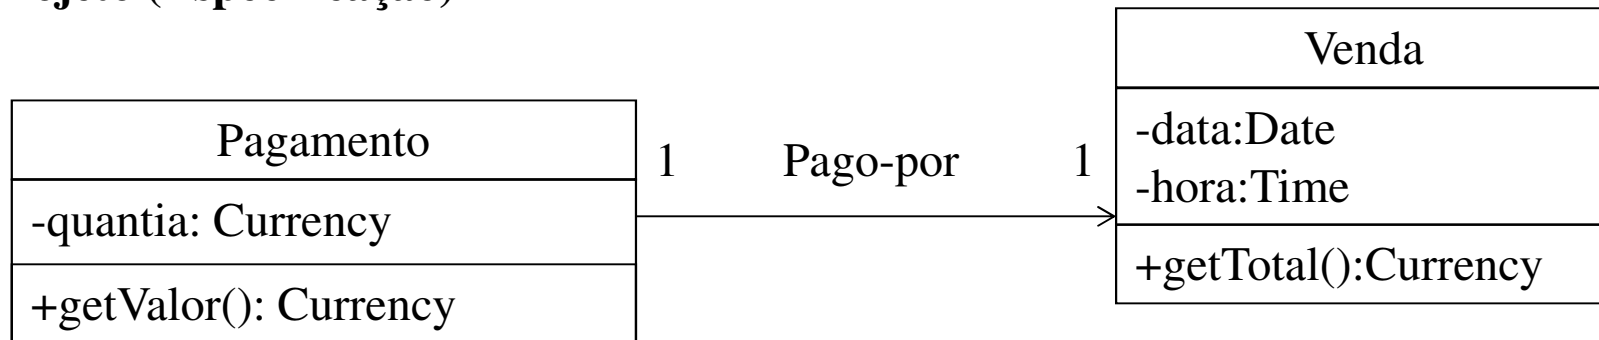 Pagamento
-quantia: Currency
+getValor(): Currency
1 Pago-por 1
Venda
-data:Date
-hora:Time
+getTotal():Currency